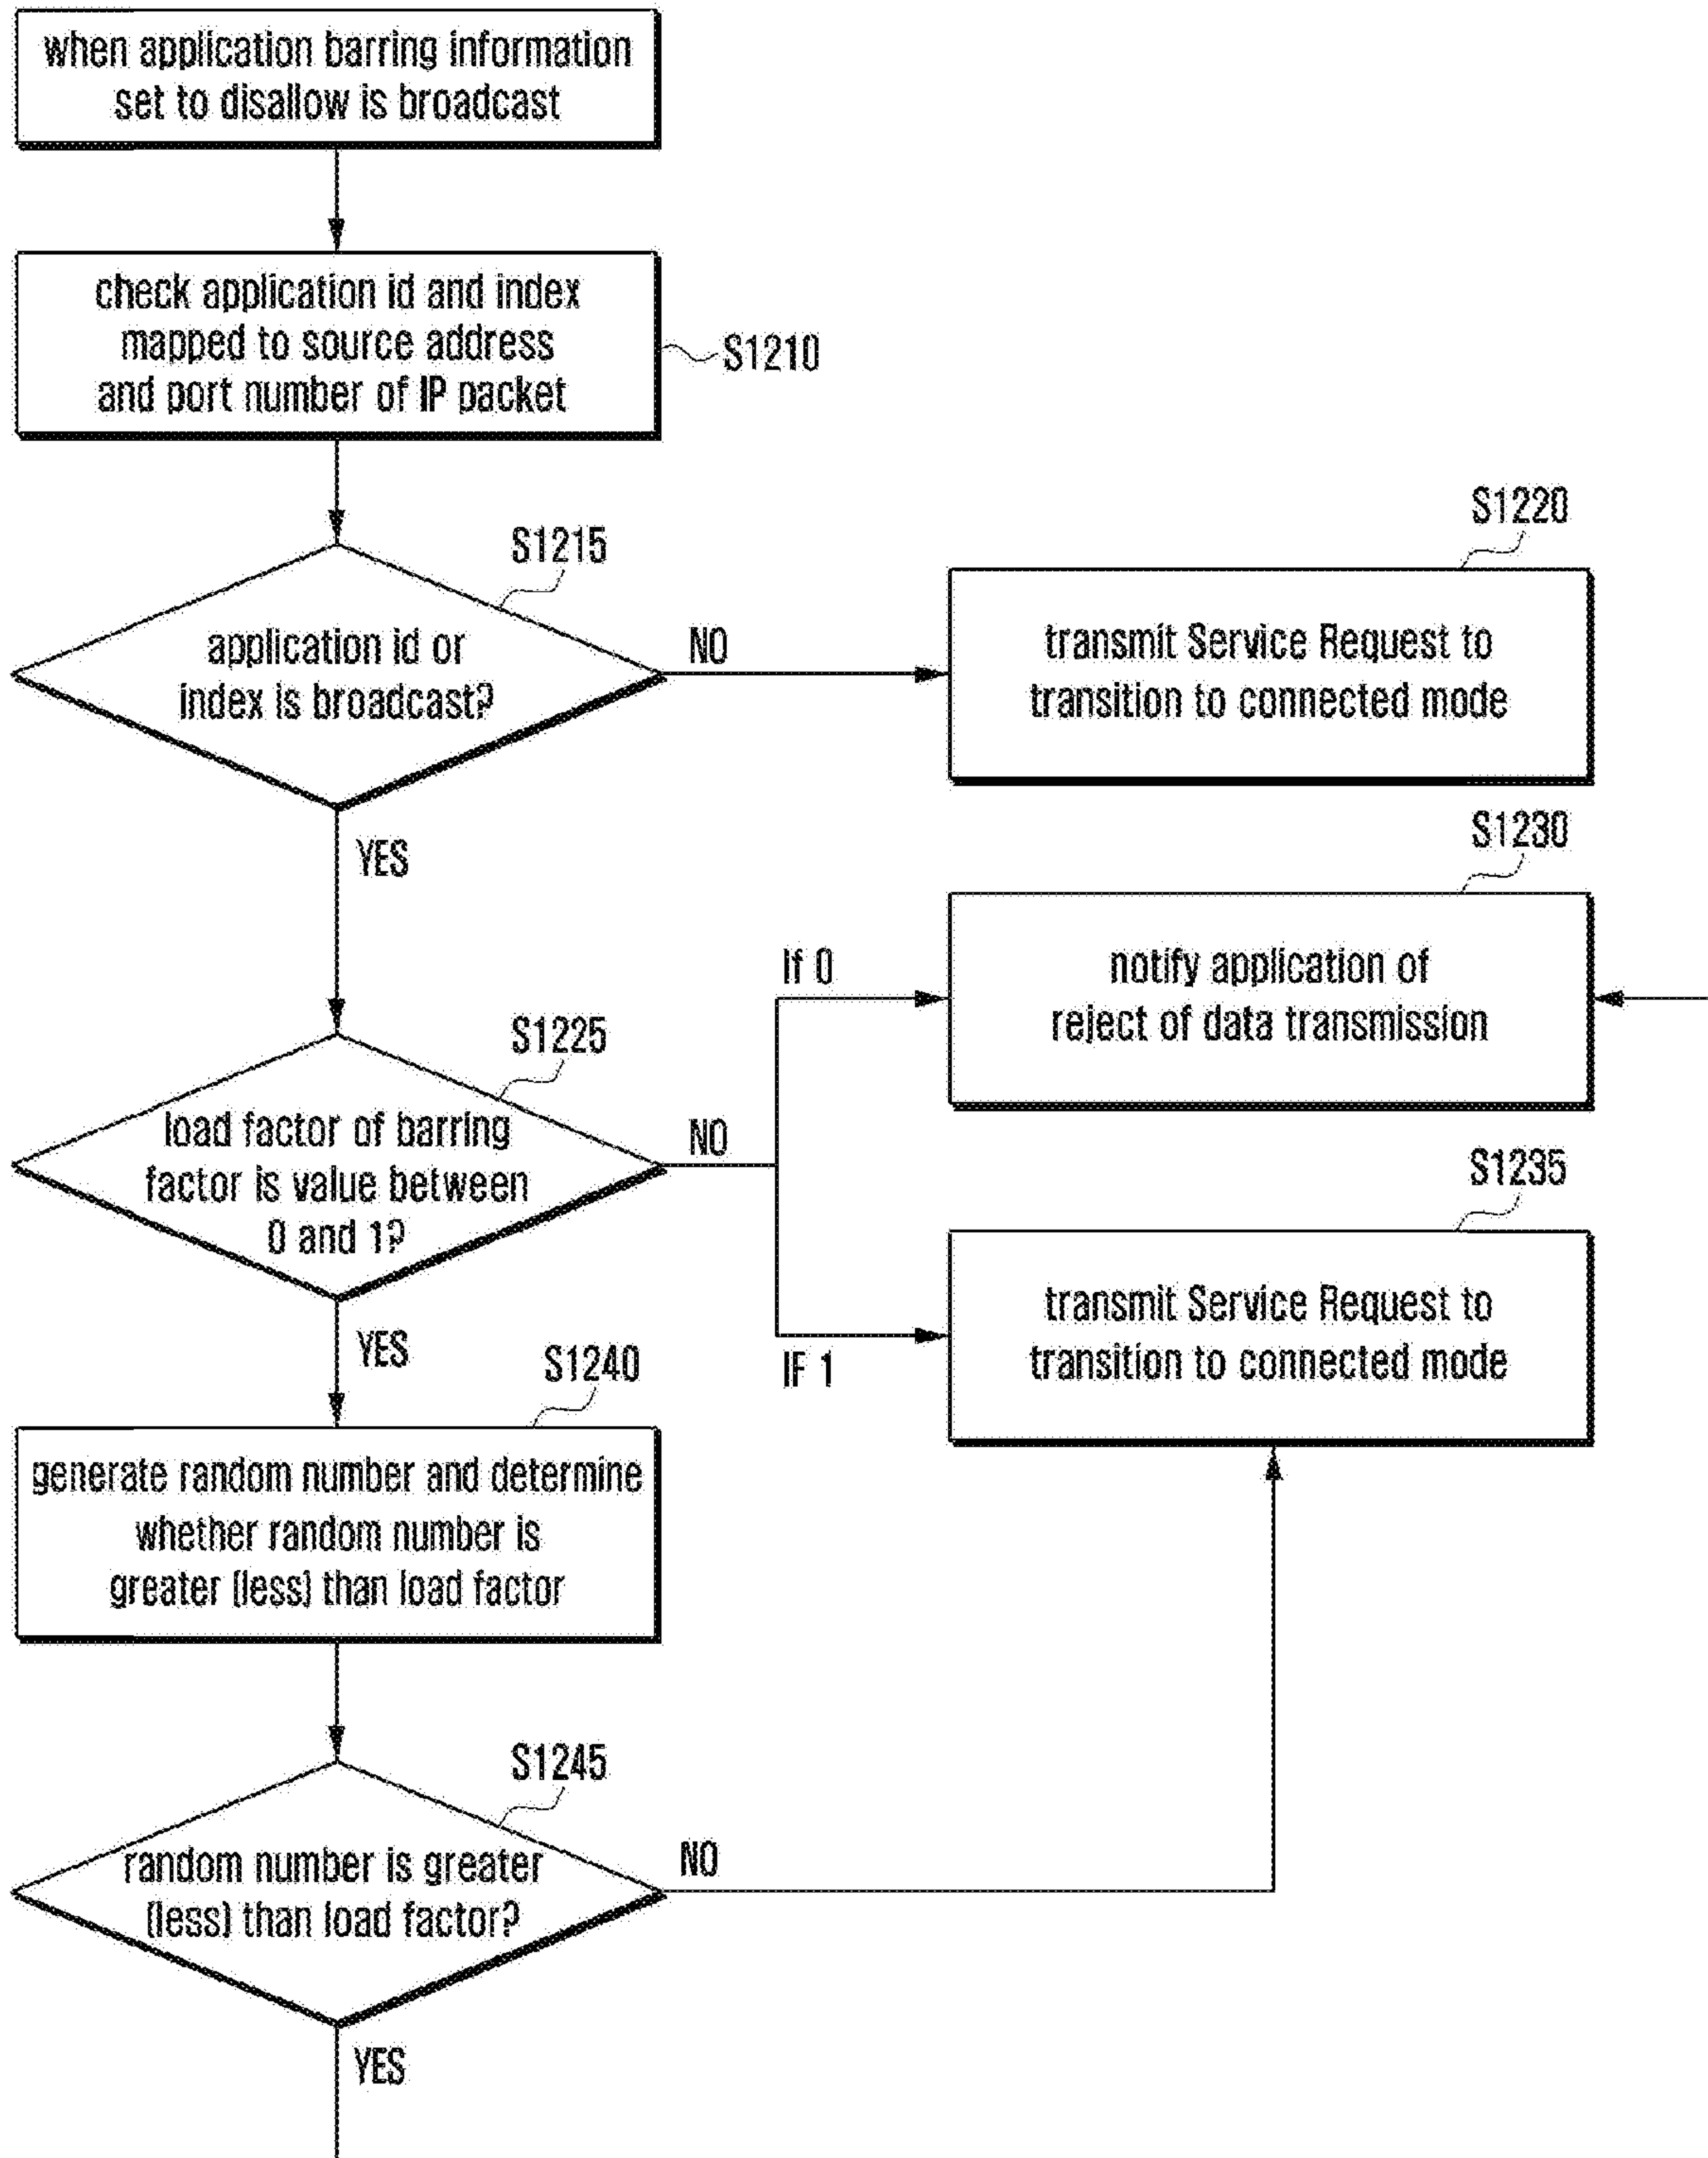 when application barring information
set to disallow is broadcast
check application id and index
mapped to source address
and port number of IP packet
S1210
S1215
application id or
index is broadcast?
NO
YES
S1220
transmit Service Request to
transition to connected mode
S1225
load factor of barring
factor is value between
0 and 1?
NO
YES
If 0
IF 1
S1230
notify application of
reject of data transmission
S1235
transmit Service Request to
transition to connected mode
S1240
generate random number and determine
whether random number is
greater (less) than load factor
S1245
random number is greater
(less) than load factor?
NO
YES